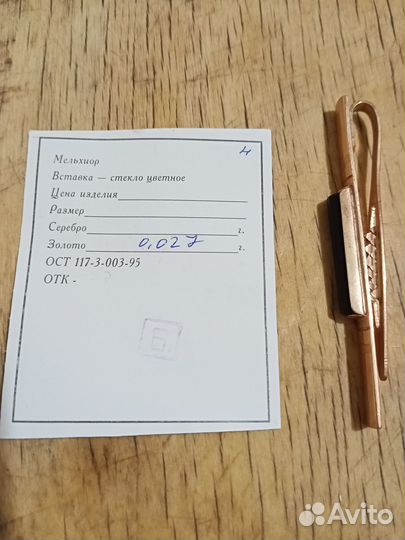 4
Мельхиор
Вставка — стекло цветное
Цена изделия
Размер
Серебро г.
Золото 0,027 г.
ОСТ 117-3-003-95
ОТК -
Б.
Avito